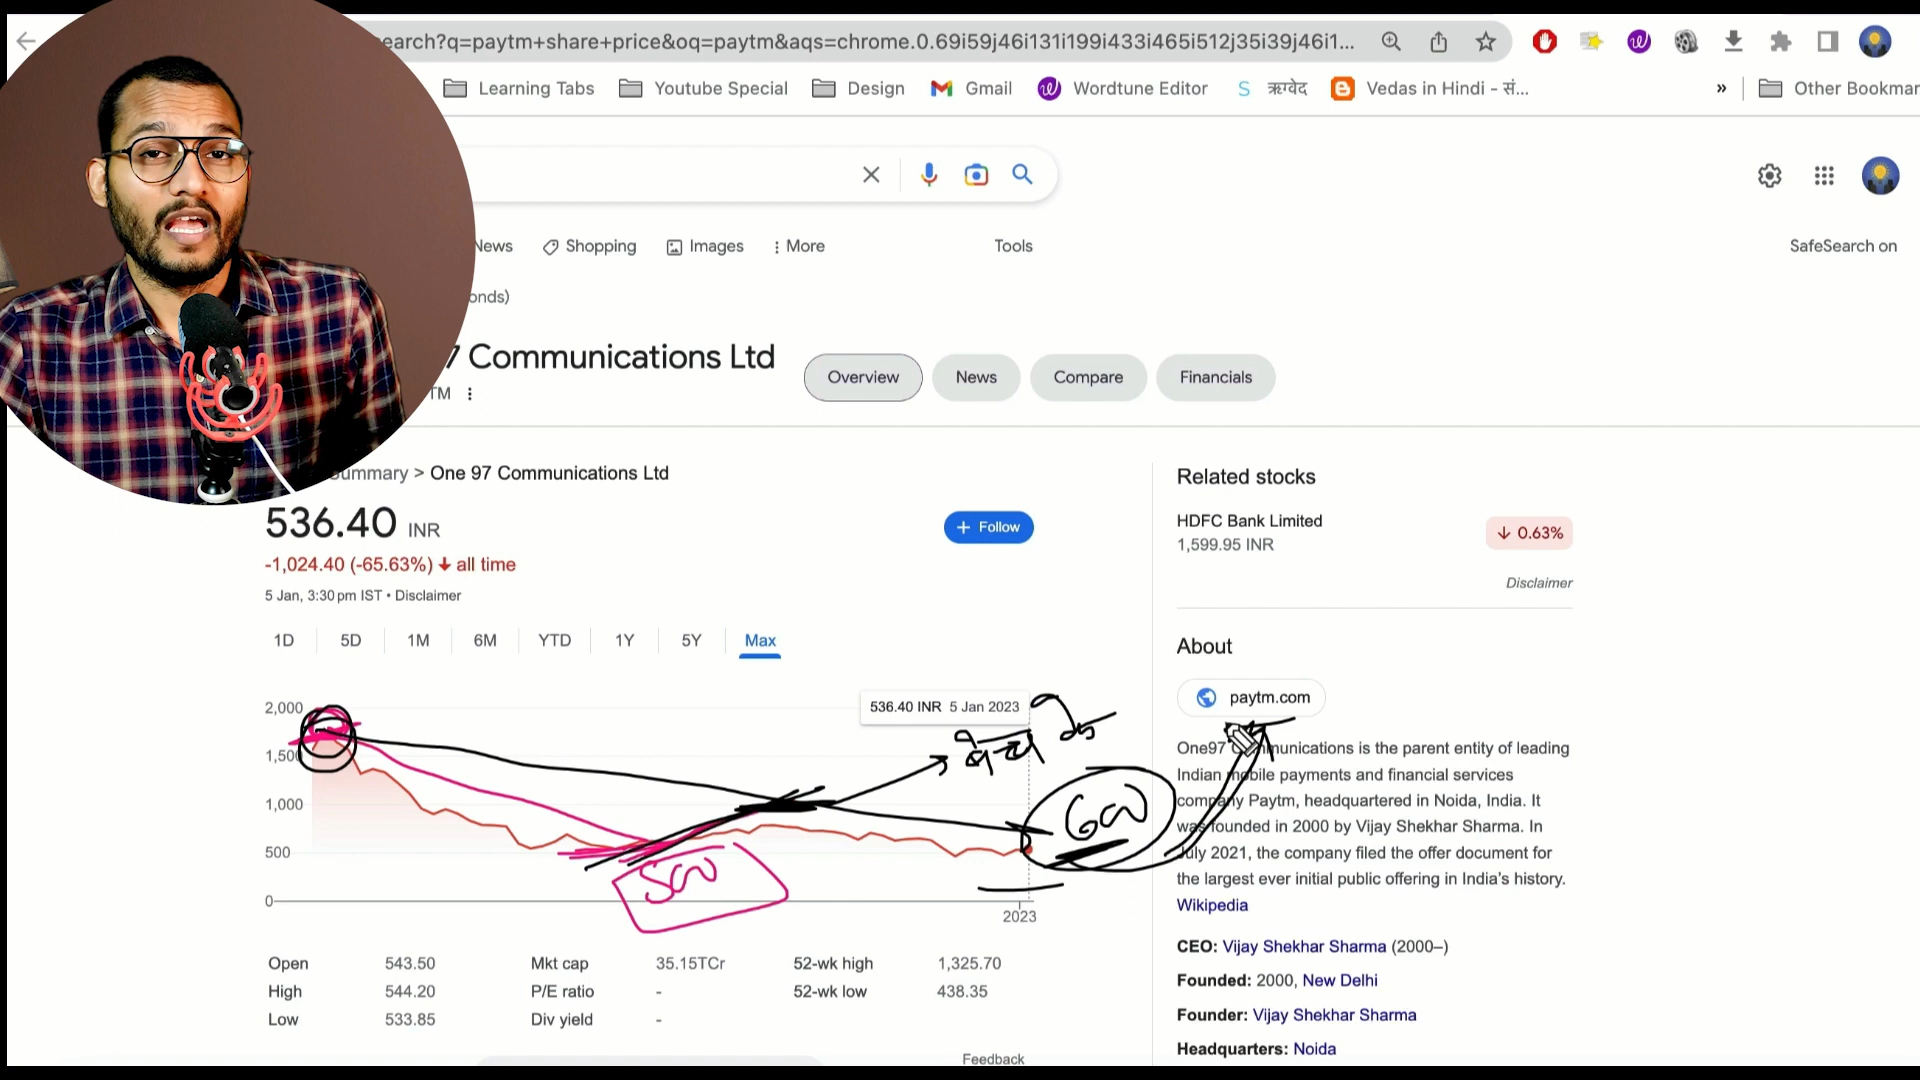 earch?q=paytm+share+price&oq=paytm&aqs=chrome.0.69i59j46i131i199i433i465i512j35i39j46i1...
Learning Tabs Youtube Special Design Gmail Wordtune Editor ऋग्वेद Vedas in Hindi - सं... » Other Bookmar
News Shopping Images More Tools SafeSearch on
onds)
7 Communications Ltd
TM
Overview News Compare Financials
Summary > One 97 Communications Ltd
536.40 INR
+ Follow
-1,024.40 (-65.63%) ↓ all time
5 Jan, 3:30 pm IST • Disclaimer
1D 5D 1M 6M YTD 1Y 5Y Max
536.40 INR 5 Jan 2023
2,000
1,500
1,000
500
0
2023
600
500
Open 543.50 Mkt cap 35.15TCr 52-wk high 1,325.70
High 544.20 P/E ratio - 52-wk low 438.35
Low 533.85 Div yield -
Feedback
Related stocks
HDFC Bank Limited
1,599.95 INR
↓ 0.63%
Disclaimer
About
paytm.com
One97 Communications is the parent entity of leading
Indian mobile payments and financial services
company Paytm, headquartered in Noida, India. It
was founded in 2000 by Vijay Shekhar Sharma. In
July 2021, the company filed the offer document for
the largest ever initial public offering in India's history.
Wikipedia
CEO: Vijay Shekhar Sharma (2000–)
Founded: 2000, New Delhi
Founder: Vijay Shekhar Sharma
Headquarters: Noida